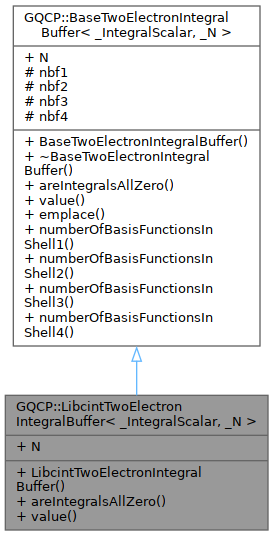 GQCP::BaseTwoElectronIntegral
Buffer< _IntegralScalar, _N >
+ N
# nbf1
# nbf2
# nbf3
# nbf4
+ BaseTwoElectronIntegralBuffer()
+ ~BaseTwoElectronIntegral
Buffer()
+ areIntegralsAllZero()
+ value()
+ emplace()
+ numberOfBasisFunctionsIn
Shell1()
+ numberOfBasisFunctionsIn
Shell2()
+ numberOfBasisFunctionsIn
Shell3()
+ numberOfBasisFunctionsIn
Shell4()
GQCP::LibcintTwoElectron
IntegralBuffer< _IntegralScalar, _N >
+ N
+ LibcintTwoElectronIntegral
Buffer()
+ areIntegralsAllZero()
+ value()